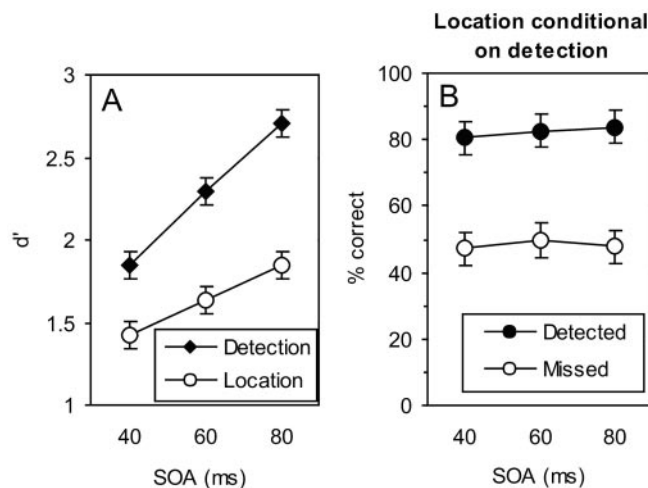 Location conditional
on detection
A
3
2.5
2
1.5
1
d'
Detection
Location
40 60 80
SOA (ms)
B
100
80
60
40
20
0
% correct
Detected
Missed
40 60 80
SOA (ms)